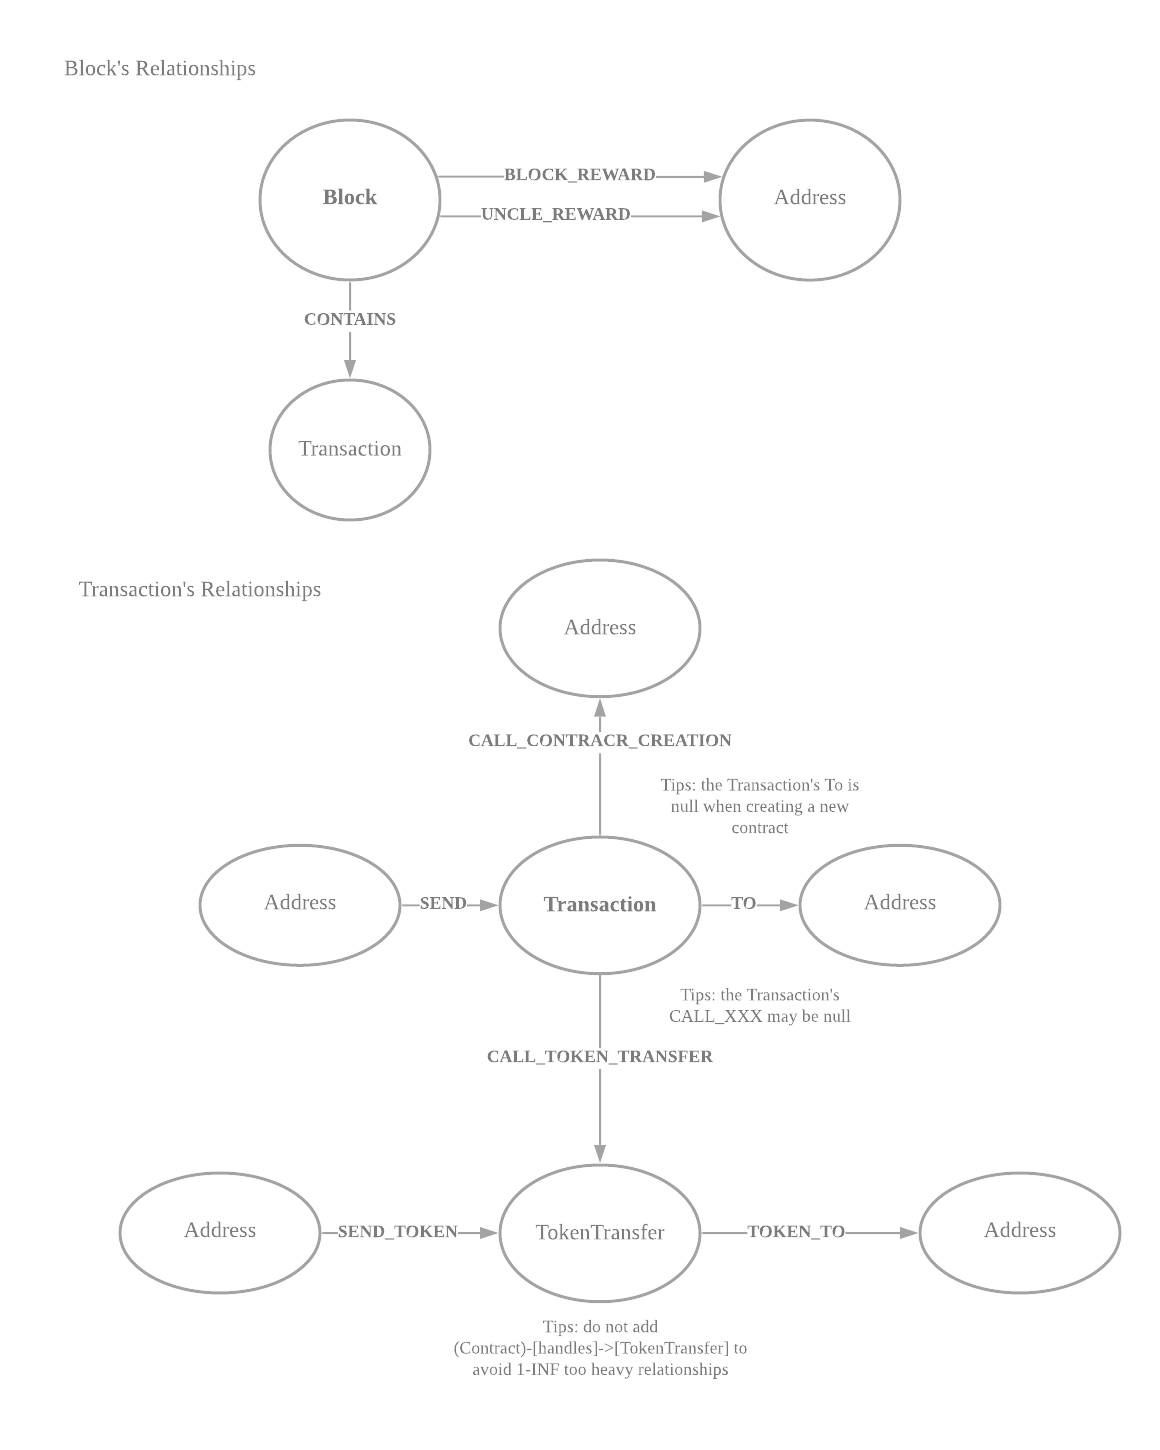 Block's Relationships
BLOCK_REWARD
Block
Address
UNCLE_REWARD
CONTAINS
Transaction
Transaction's Relationships
Address
CALL_CONTRACR_CREATION
Tips: the Transaction's To is
null when creating a new
contract
Address
SEND
Transaction
TO
Address
Tips: the Transaction's
CALL_XXX may be null
CALL_TOKEN_TRANSFER
Address
SEND_TOKEN
TokenTransfer
TOKEN_TO
Address
Tips: do not add
(Contract)-[handles]->[TokenTransfer] to
avoid 1-INF too heavy relationships